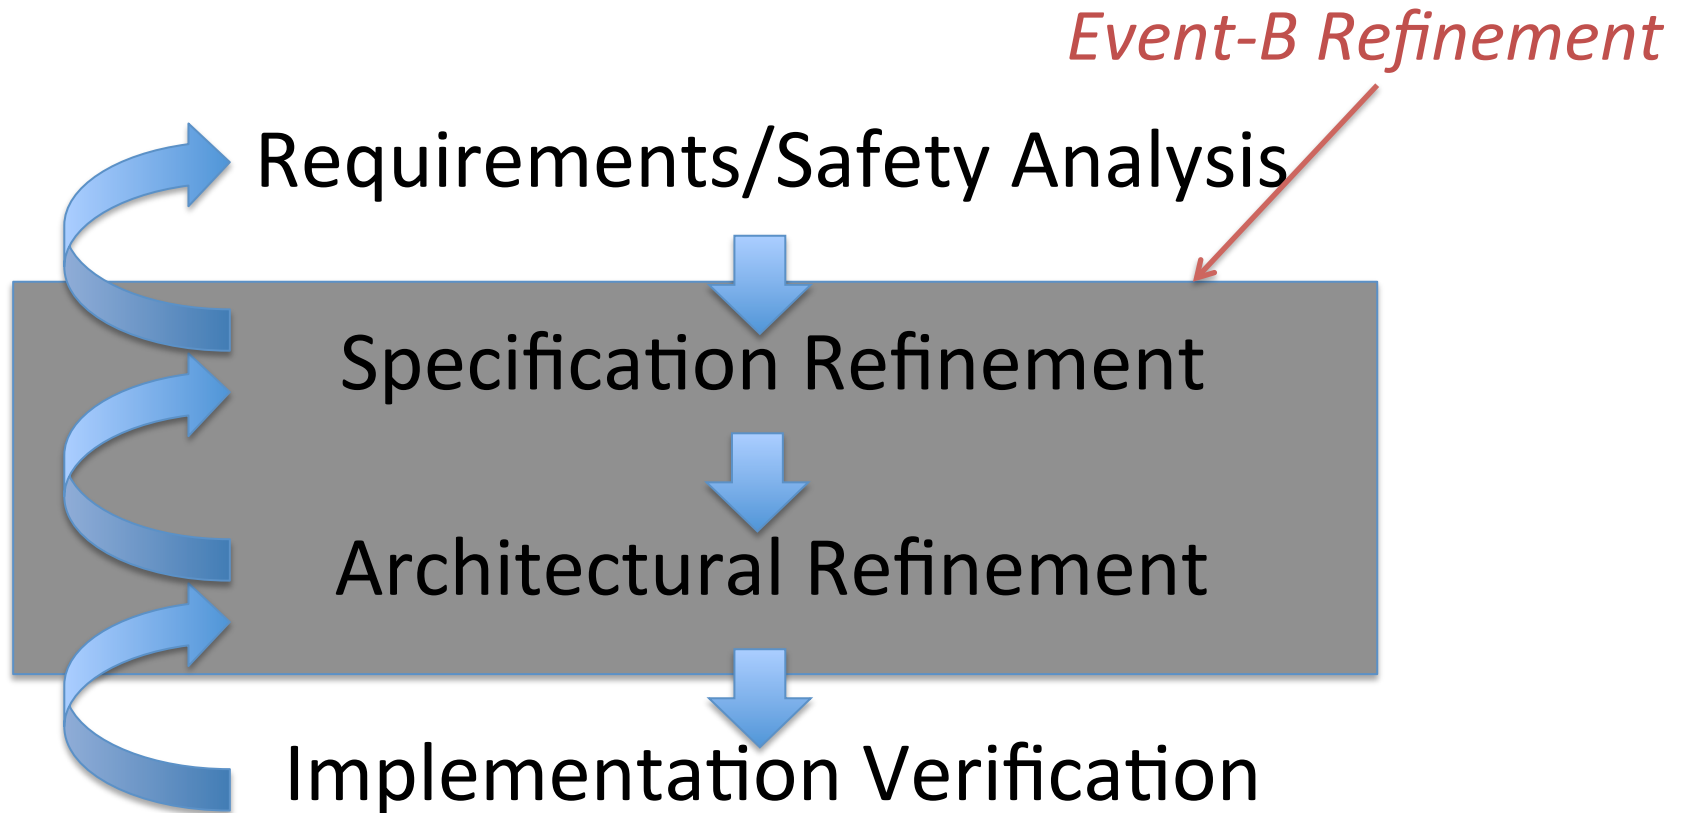 Event-B Refinement
Requirements/Safety Analysis
Specification Refinement
Architectural Refinement
Implementation Verification